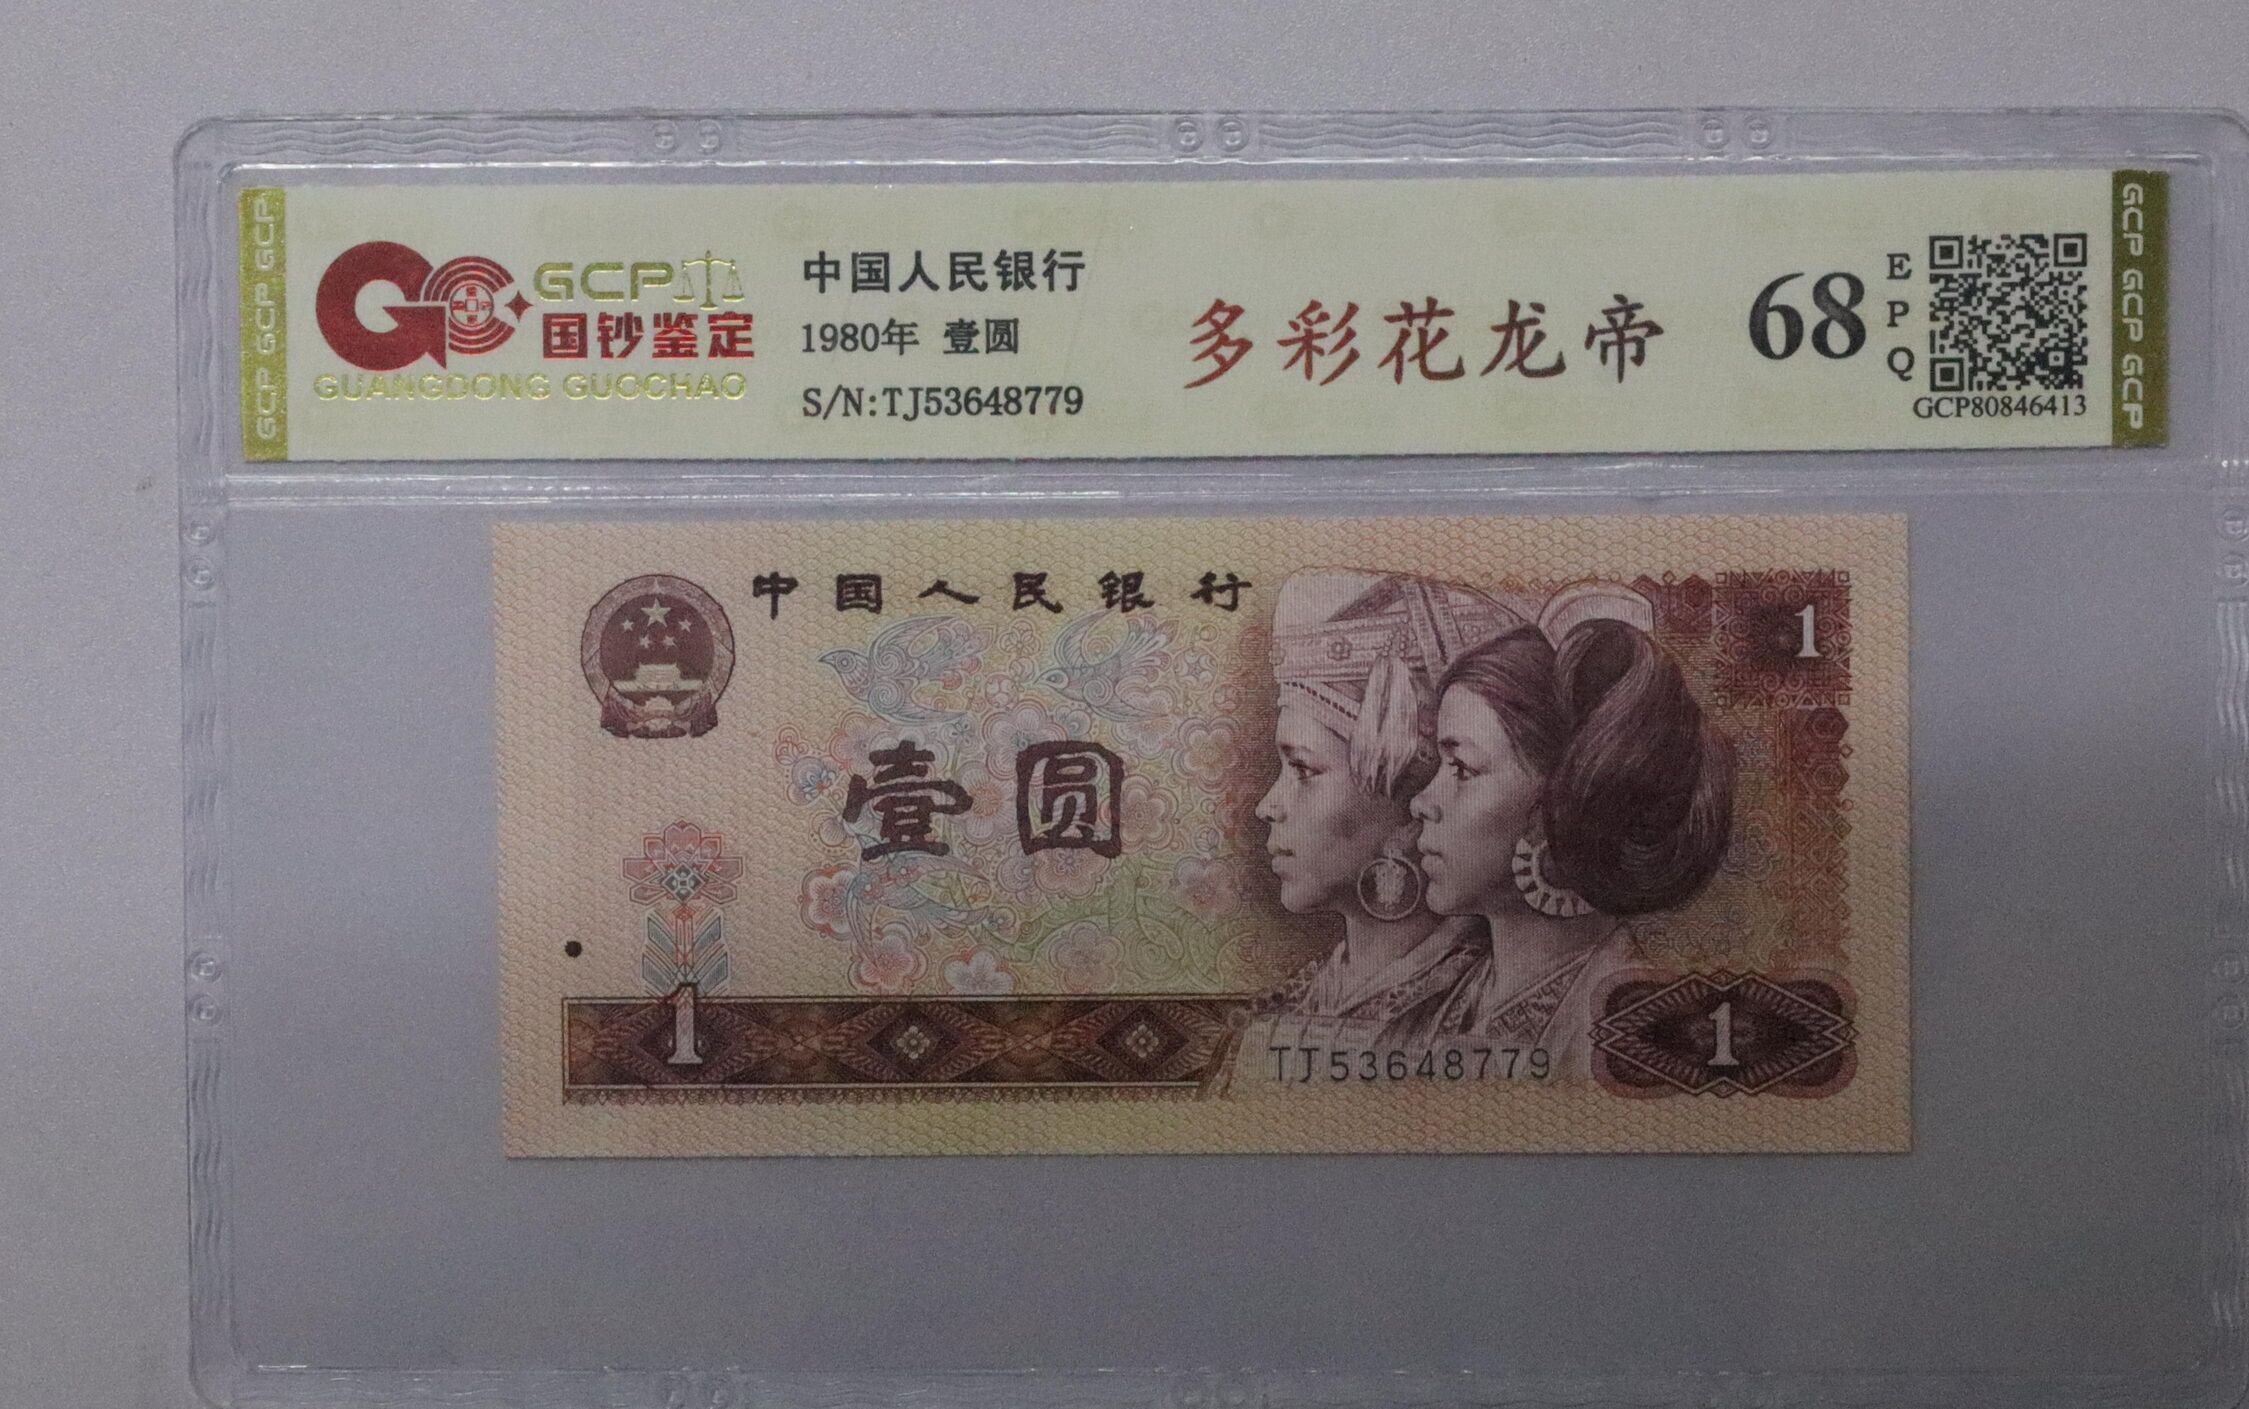 GCP
国钞鉴定
GUANGDONG GUOCHAO
中国人民银行
1980年 壹圆
S/N:TJ53648779
多彩花龙帝
68
E
P
Q
GCP80846413
GCP GCP GCP
GCP GCP GCP
中国人民银行
1
壹圆
1
TJ53648779
1